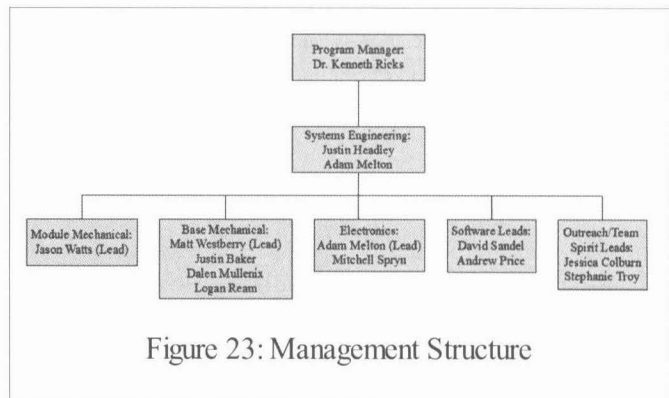 Program Manager:
Dr. Kenneth Ricks
Systems Engineering:
Justin Headley
Adam Melton
Module Mechanical:
Jason Watts (Lead)
Base Mechanical:
Matt Westberry (Lead)
Justin Baker
Dalen Mullenix
Logan Ream
Electronics:
Adam Melton (Lead)
Mitchell Spryn
Software Leads:
David Sandel
Andrew Price
Outreach/Team
Spirit Leads:
Jessica Colburn
Stephanie Troy
Figure 23: Management Structure